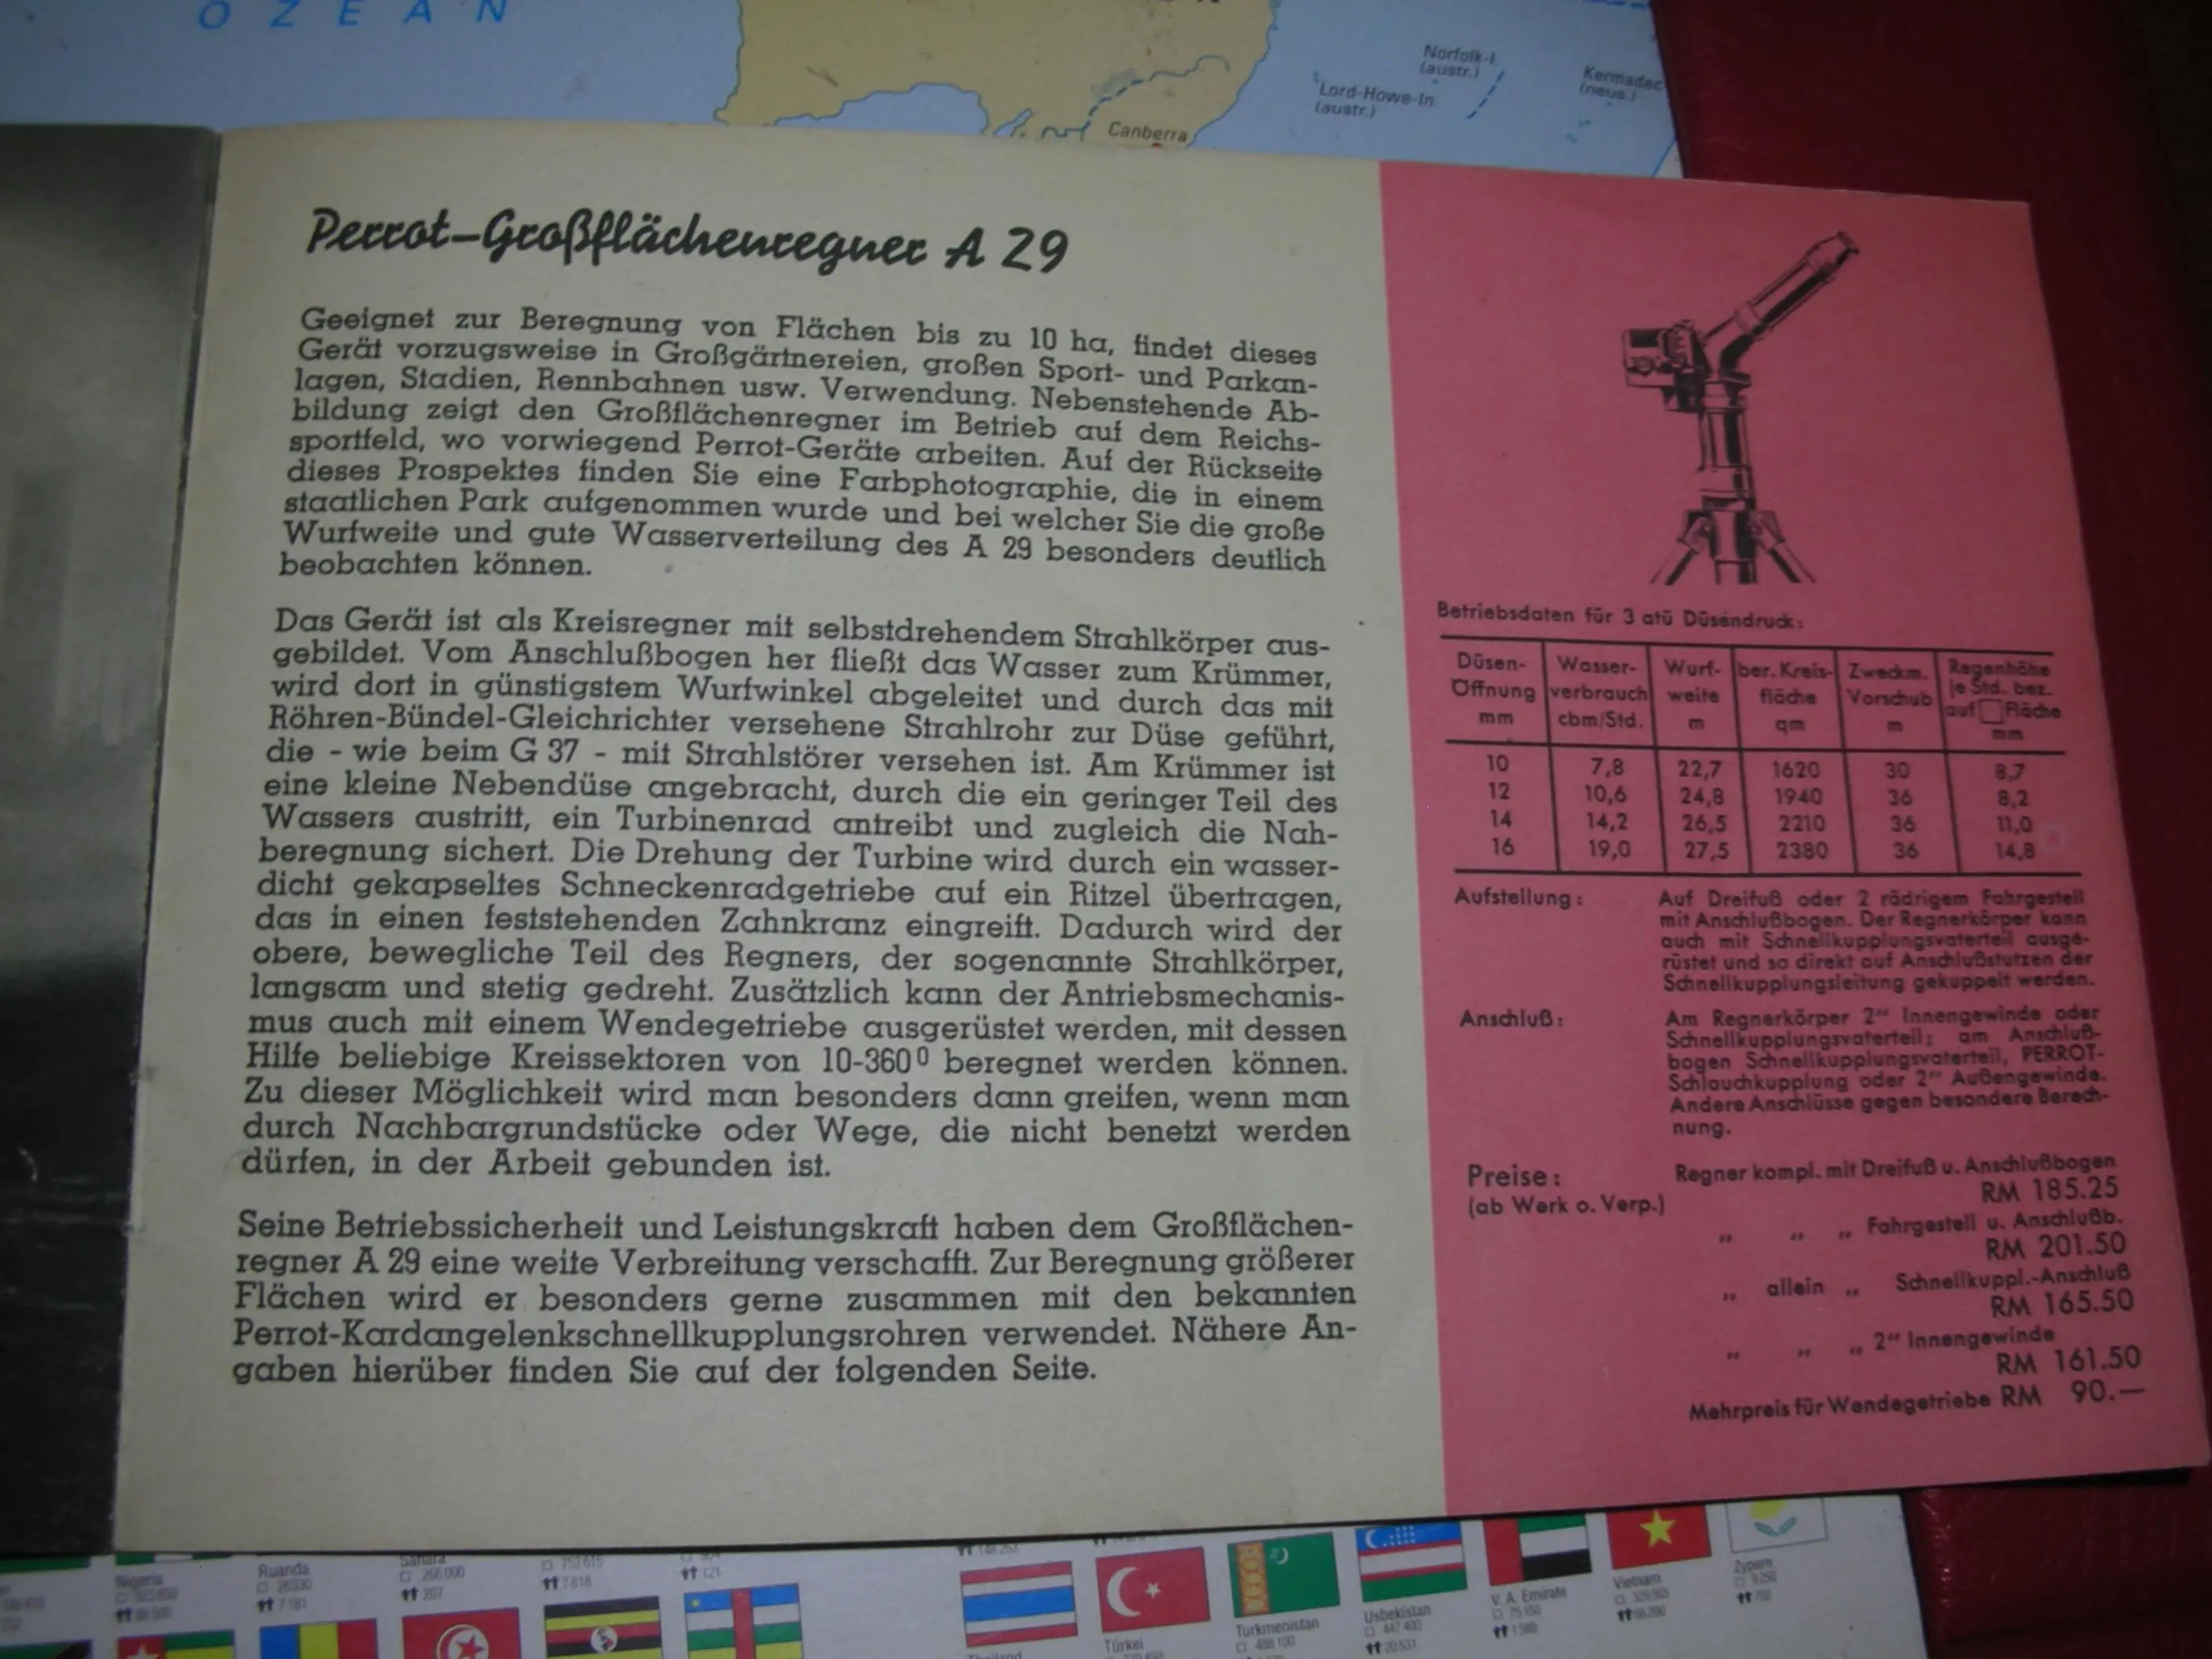 OZEAN
Norfolk-I.
(austr.)
Lord-Howe-In.
(austr.)
Kermadec
(neus.)
Darling
Canberra
Perrot-Großflächenregner A 29
Geeignet zur Beregnung von Flächen bis zu 10 ha, findet dieses
Gerät vorzugsweise in Großgärtnereien, großen Sport- und Parkan-
lagen, Stadien, Rennbahnen usw. Verwendung. Nebenstehende Ab-
bildung zeigt den Großflächenregner im Betrieb auf dem Reichs-
sportfeld, wo vorwiegend Perrot-Geräte arbeiten. Auf der Rückseite
dieses Prospektes finden Sie eine Farbphotographie, die in einem
staatlichen Park aufgenommen wurde und bei welcher Sie die große
Wurfweite und gute Wasserverteilung des A 29 besonders deutlich
beobachten können.
Das Gerät ist als Kreisregner mit selbstdrehendem Strahlkörper aus-
gebildet. Vom Anschlußbogen her fließt das Wasser zum Krümmer,
wird dort in günstigstem Wurfwinkel abgeleitet und durch das mit
Röhren-Bündel-Gleichrichter versehene Strahlrohr zur Düse geführt,
die - wie beim G 37 - mit Strahlstörer versehen ist. Am Krümmer ist
eine kleine Nebendüse angebracht, durch die ein geringer Teil des
Wassers austritt, ein Turbinenrad antreibt und zugleich die Nah-
beregnung sichert. Die Drehung der Turbine wird durch ein wasser-
dicht gekapseltes Schneckenradgetriebe auf ein Ritzel übertragen,
das in einen feststehenden Zahnkranz eingreift. Dadurch wird der
obere, bewegliche Teil des Regners, der sogenannte Strahlkörper,
langsam und stetig gedreht. Zusätzlich kann der Antriebsmechanis-
mus auch mit einem Wendegetriebe ausgerüstet werden, mit dessen
Hilfe beliebige Kreissektoren von 10-360⁰ beregnet werden können.
Zu dieser Möglichkeit wird man besonders dann greifen, wenn man
durch Nachbargrundstücke oder Wege, die nicht benetzt werden
dürfen, in der Arbeit gebunden ist.
Seine Betriebssicherheit und Leistungskraft haben dem Großflächen-
regner A 29 eine weite Verbreitung verschafft. Zur Beregnung größerer
Flächen wird er besonders gerne zusammen mit den bekannten
Perrot-Kardangelenkschnellkupplungsrohren verwendet. Nähere An-
gaben hierüber finden Sie auf der folgenden Seite.
Betriebsdaten für 3 atü Düsendruck:
Düsen- Wasser- Wurf- ber. Kreis- Zweckm. Regenhöhe
Öffnung verbrauch weite fläche Vorschub je Std. bez.
mm cbm/Std. m qm m auf □ Fläche
mm
10 7,8 22,7 1620 30 8,7
12 10,6 24,8 1940 36 8,2
14 14,2 26,5 2210 36 11,0
16 19,0 27,5 2380 36 14,8
Aufstellung: Auf Dreifuß oder 2 rädrigem Fahrgestell
mit Anschlußbogen. Der Regnerkörper kann
auch mit Schnellkupplungsvaterteil ausge-
rüstet und so direkt auf Anschlußstutzen der
Schnellkupplungsleitung gekuppelt werden.
Anschluß: Am Regnerkörper 2" Innengewinde oder
Schnellkupplungsvaterteil; am Anschluß-
bogen Schnellkupplungsvaterteil, PERROT-
Schlauchkupplung oder 2" Außengewinde.
Andere Anschlüsse gegen besondere Berech-
nung.
Preise: Regner kompl. mit Dreifuß u. Anschlußbogen
(ab Werk o. Verp.) RM 185.25
„ „ „ Fahrgestell u. Anschlußb.
RM 201.50
„ allein „ Schnellkuppl.-Anschluß
RM 165.50
„ „ „ 2" Innengewinde
RM 161.50
Mehrpreis für Wendegetriebe RM 90.—
Nigeria
Ruanda
26330
7 181
Sahara
266 000
207
752 615
7 618
121
Thailand
Türkei
Turkmenistan
488 100
Usbekistan
447 400
20 531
V. A. Emirate
1 589
Vietnam
Zypern